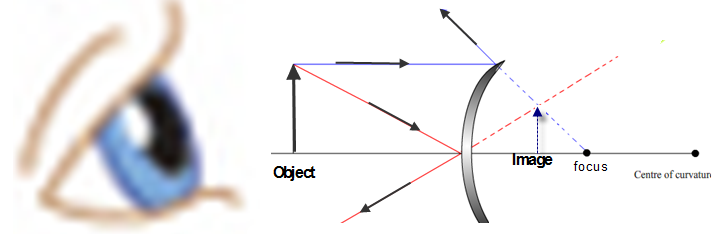 Object
Image
focus
Centre of curvature